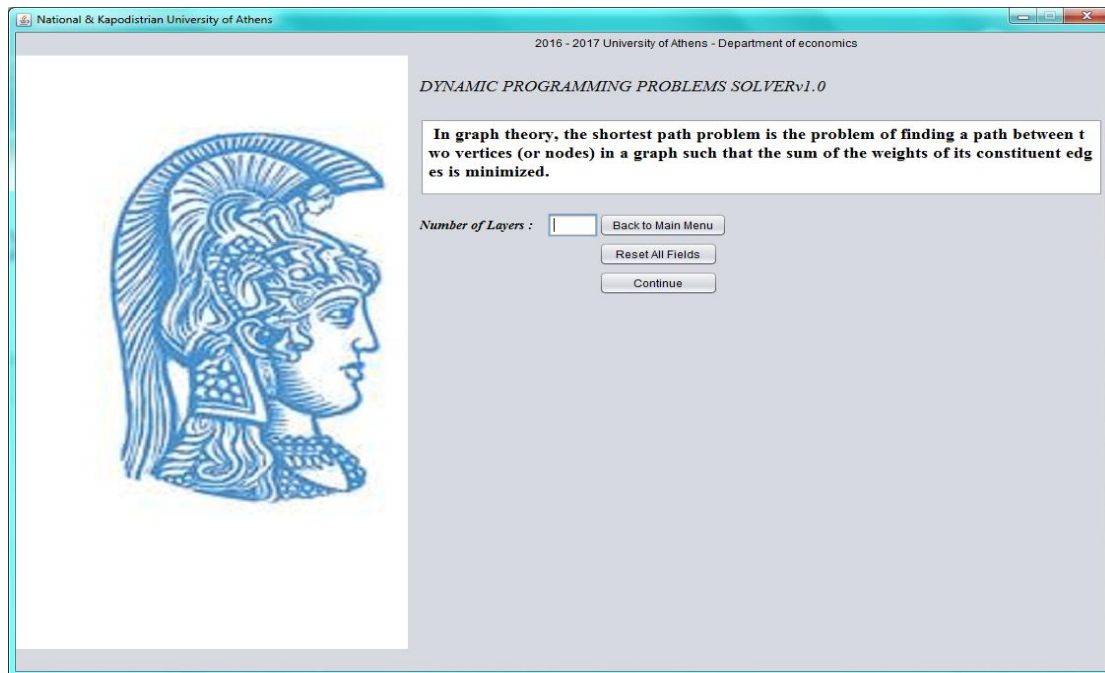 National & Kapodistrian University of Athens
2016 - 2017 University of Athens - Department of economics
DYNAMIC PROGRAMMING PROBLEMS SOLVERv1.0
In graph theory, the shortest path problem is the problem of finding a path between t
wo vertices (or nodes) in a graph such that the sum of the weights of its constituent edg
es is minimized.
Number of Layers :
Back to Main Menu
Reset All Fields
Continue